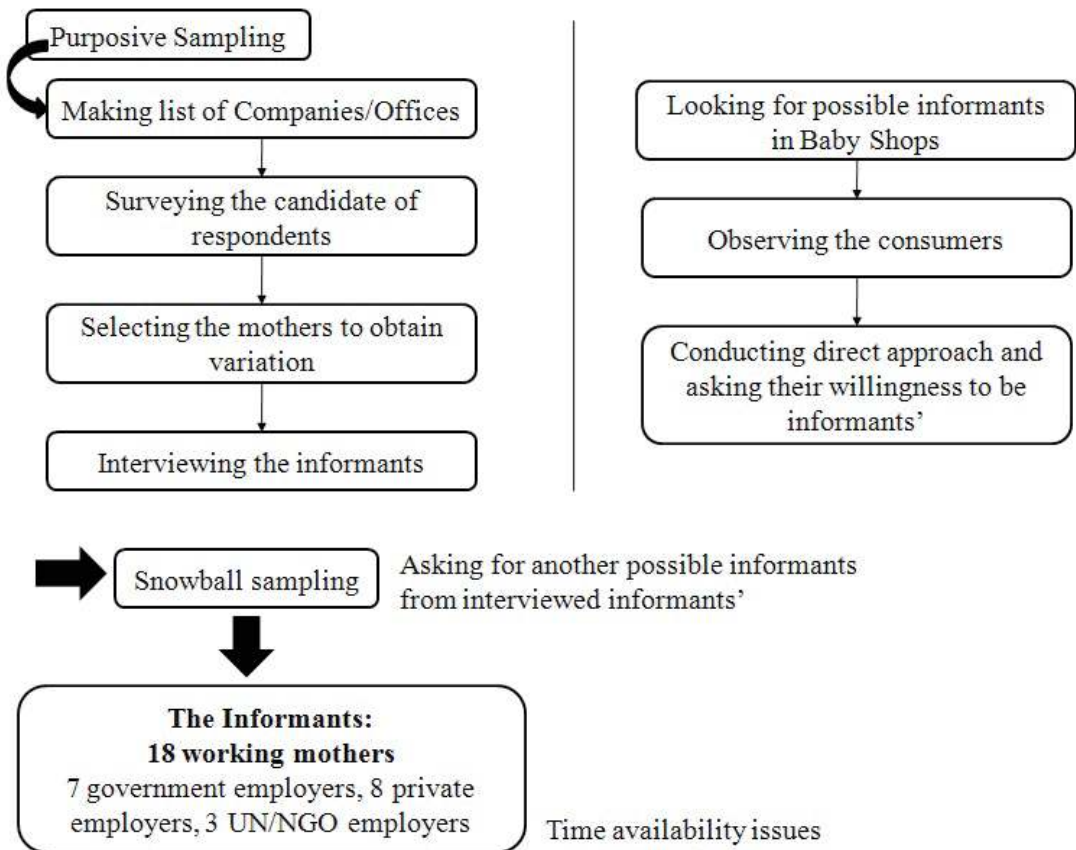 Purposive Sampling
Making list of Companies/Offices
Surveying the candidate of
respondents
Selecting the mothers to obtain
variation
Interviewing the informants
Looking for possible informants
in Baby Shops
Observing the consumers
Conducting direct approach and
asking their willingness to be
informants’
Snowball sampling
Asking for another possible informants
from interviewed informants’
The Informants:
18 working mothers
7 government employers, 8 private
employers, 3 UN/NGO employers
Time availability issues